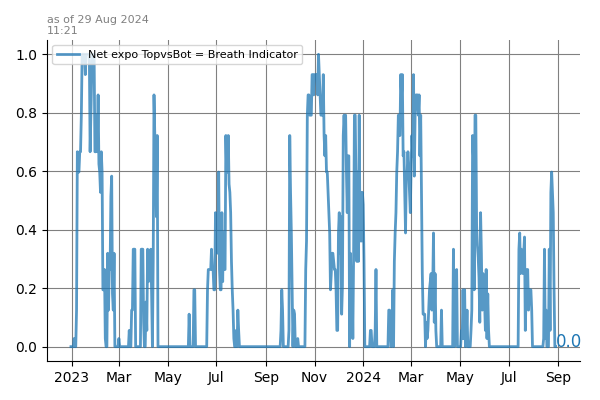 as of 29 Aug 2024
11:21
Net expo TopvsBot = Breath Indicator
1.0
0.8
0.6
0.4
0.2
0.0
0.0
2023 Mar May Jul Sep Nov 2024 Mar May Jul Sep